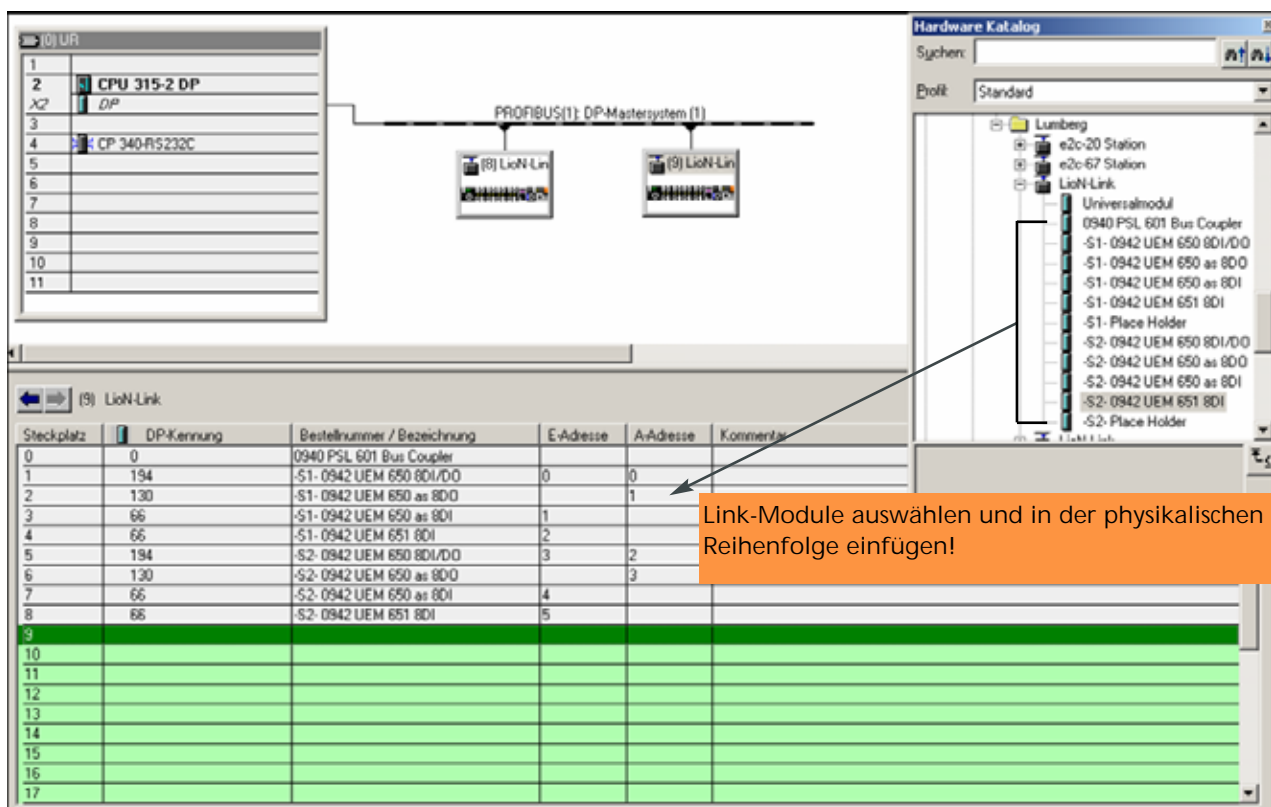 (0) UR
1
2 CPU 315-2 DP
X2 DP
3
4 CP 340-RS232C
5
6
7
8
9
10
11
PROFIBUS(1): DP-Mastersystem (1)
(8) LioN-Lin
(9) LioN-Lin
Hardware Katalog
Suchen:
Profil: Standard
Lumberg
e2c-20 Station
e2c-67 Station
LioN-Link
Universalmodul
0940 PSL 601 Bus Coupler
-S1- 0942 UEM 650 8DI/DO
-S1- 0942 UEM 650 as 8DO
-S1- 0942 UEM 650 as 8DI
-S1- 0942 UEM 651 8DI
-S1- Place Holder
-S2- 0942 UEM 650 8DI/DO
-S2- 0942 UEM 650 as 8DO
-S2- 0942 UEM 650 as 8DI
-S2- 0942 UEM 651 8DI
-S2- Place Holder
(9) LioN-Link
Steckplatz DP-Kennung Bestellnummer / Bezeichnung E-Adresse A-Adresse Kommentar
0 0 0940 PSL 601 Bus Coupler
1 194 -S1- 0942 UEM 650 8DI/DO 0 0
2 130 -S1- 0942 UEM 650 as 8DO 1
3 66 -S1- 0942 UEM 650 as 8DI 1
4 66 -S1- 0942 UEM 651 8DI 2
5 194 -S2- 0942 UEM 650 8DI/DO 3 2
6 130 -S2- 0942 UEM 650 as 8DO 3
7 66 -S2- 0942 UEM 650 as 8DI 4
8 66 -S2- 0942 UEM 651 8DI 5
9
10
11
12
13
14
15
16
17
Link-Module auswählen und in der physikalischen
Reihenfolge einfügen!